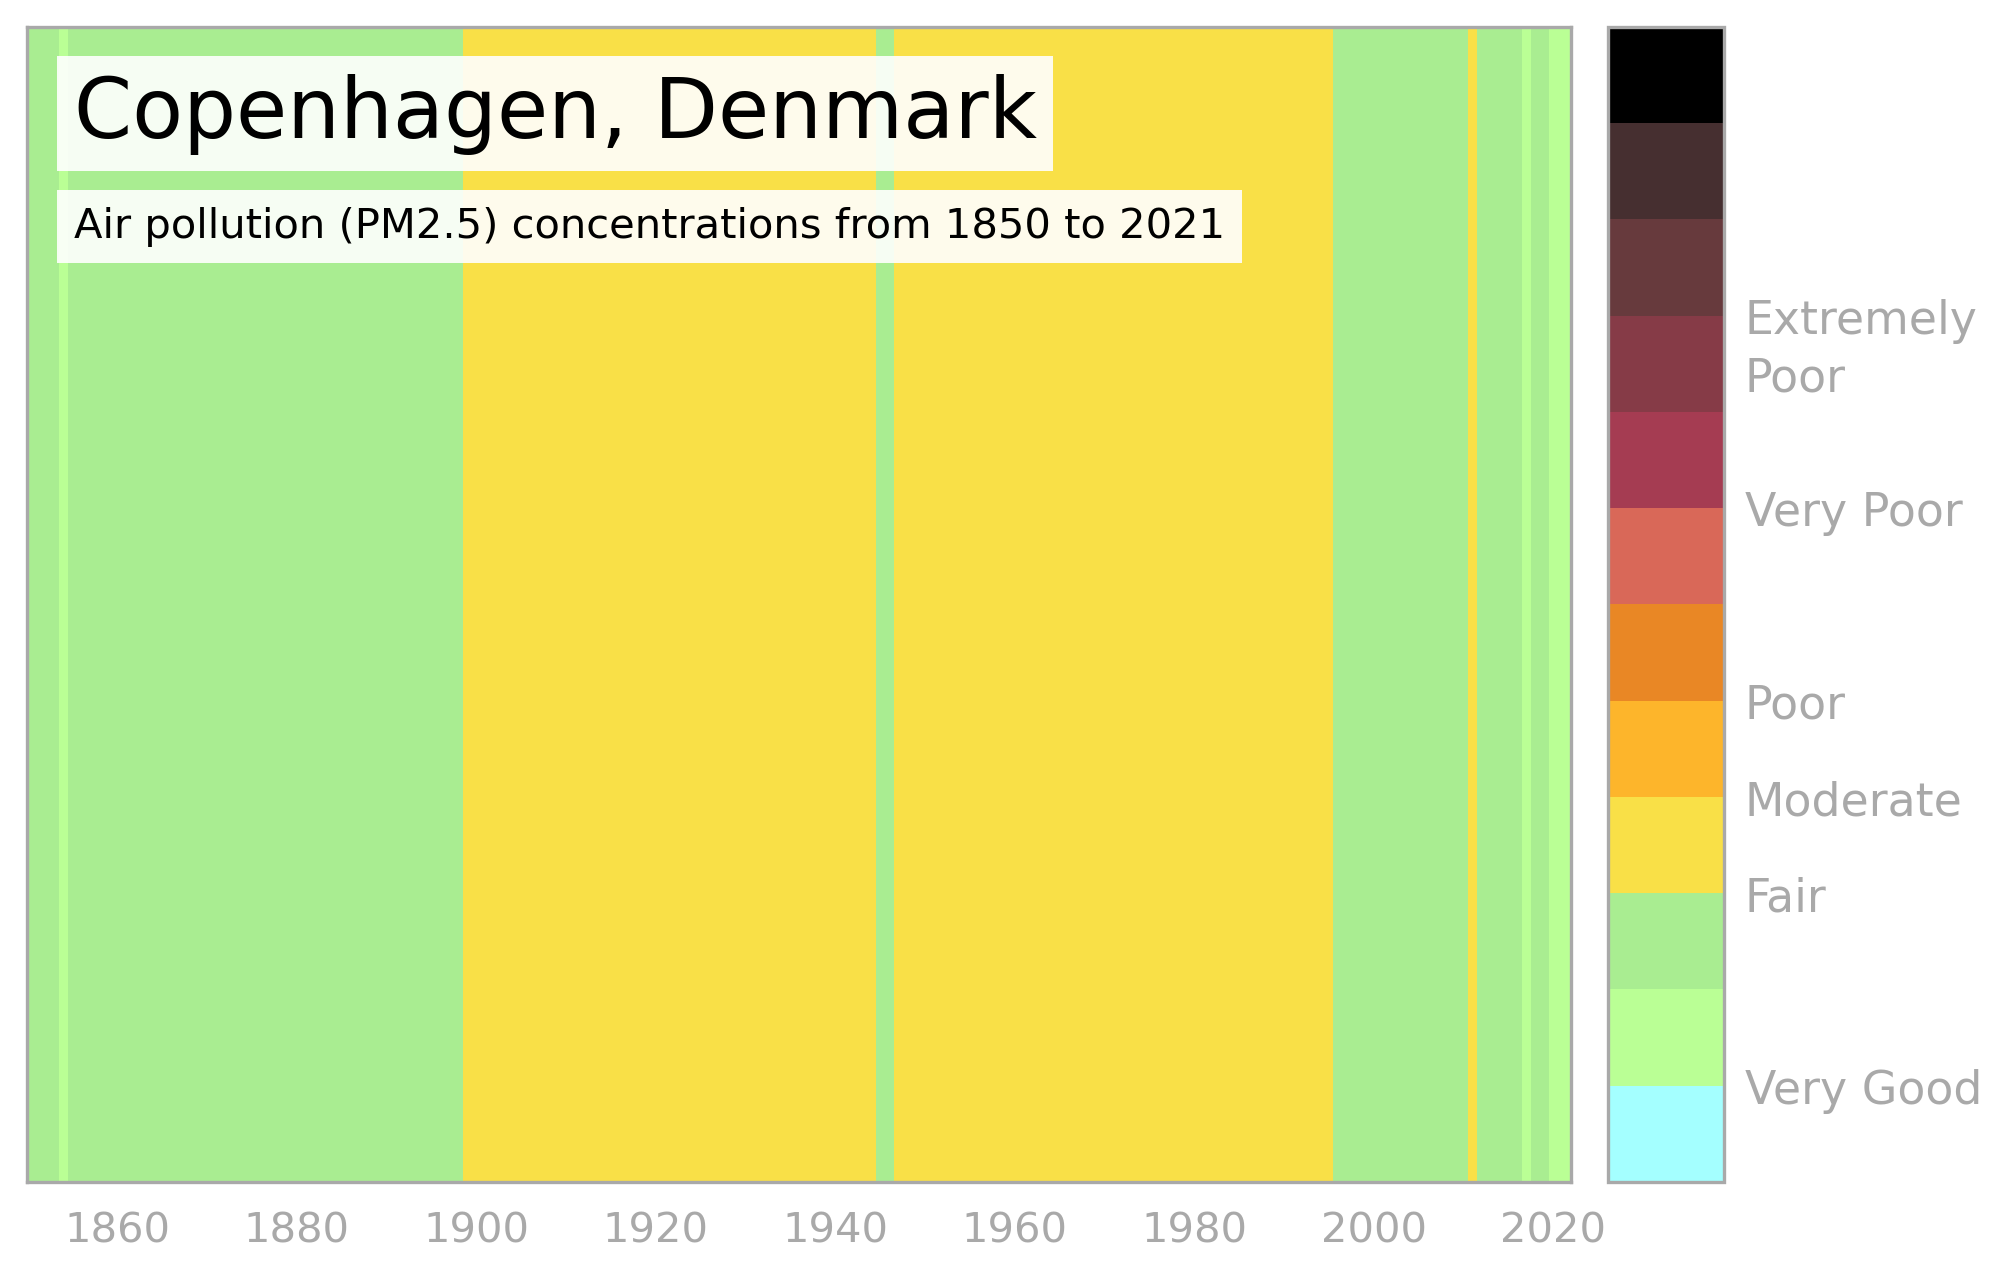 Copenhagen, Denmark
Air pollution (PM2.5) concentrations from 1850 to 2021
Extremely
Poor
Very Poor
Poor
Moderate
Fair
Very Good
1860 1880 1900 1920 1940 1960 1980 2000 2020